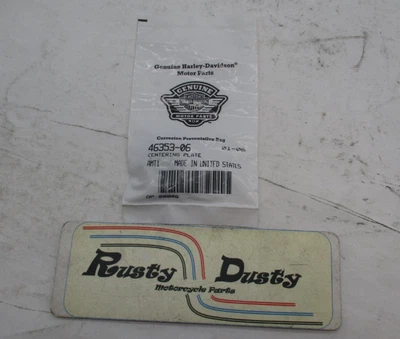 Genuine Harley-Davidson®
Motor Parts
GENUINE
MOTOR PARTS
Corrosion Preventative Bag
46353-06
CENTERING PLATE
MADE IN UNITED STATES
Rusty Dusty
Motorcycle Parts